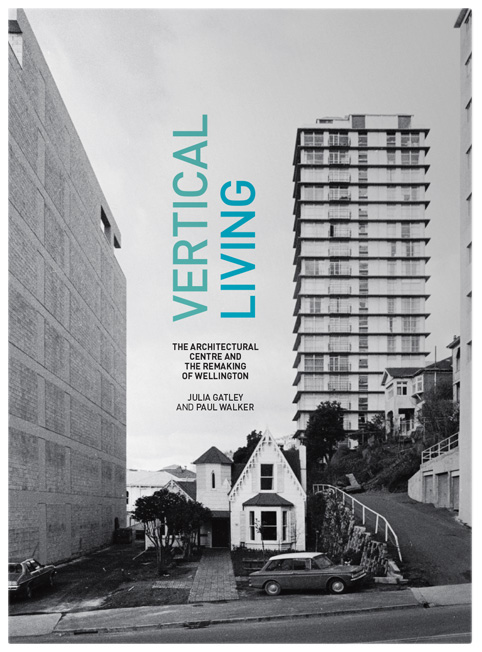 VERTICAL
LIVING
THE ARCHITECTURAL
CENTRE AND
THE REMAKING
OF WELLINGTON
JULIA GATLEY
AND PAUL WALKER